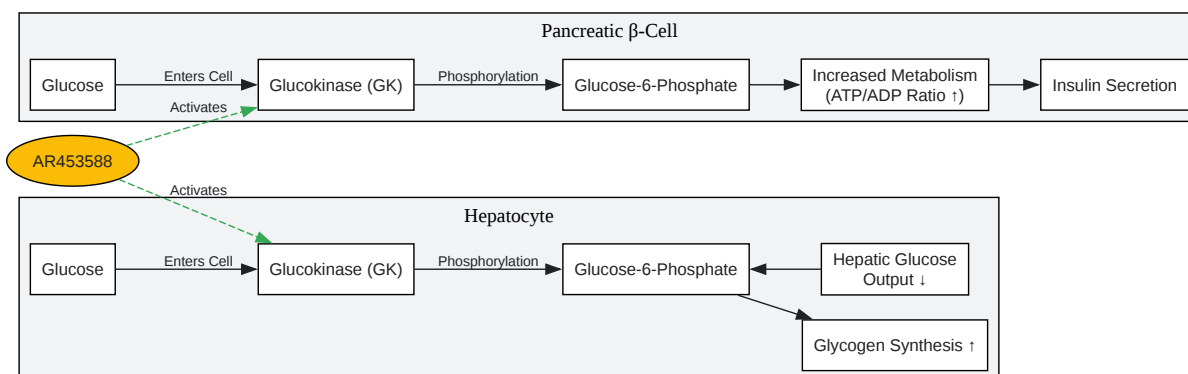 Pancreatic β-Cell
Glucose
Enters Cell
Glucokinase (GK)
Phosphorylation
Glucose-6-Phosphate
Increased Metabolism
(ATP/ADP Ratio ↑)
Insulin Secretion
Activates
AR453588
Activates
Hepatocyte
Glucose
Enters Cell
Glucokinase (GK)
Phosphorylation
Glucose-6-Phosphate
Hepatic Glucose
Output ↓
Glycogen Synthesis ↑